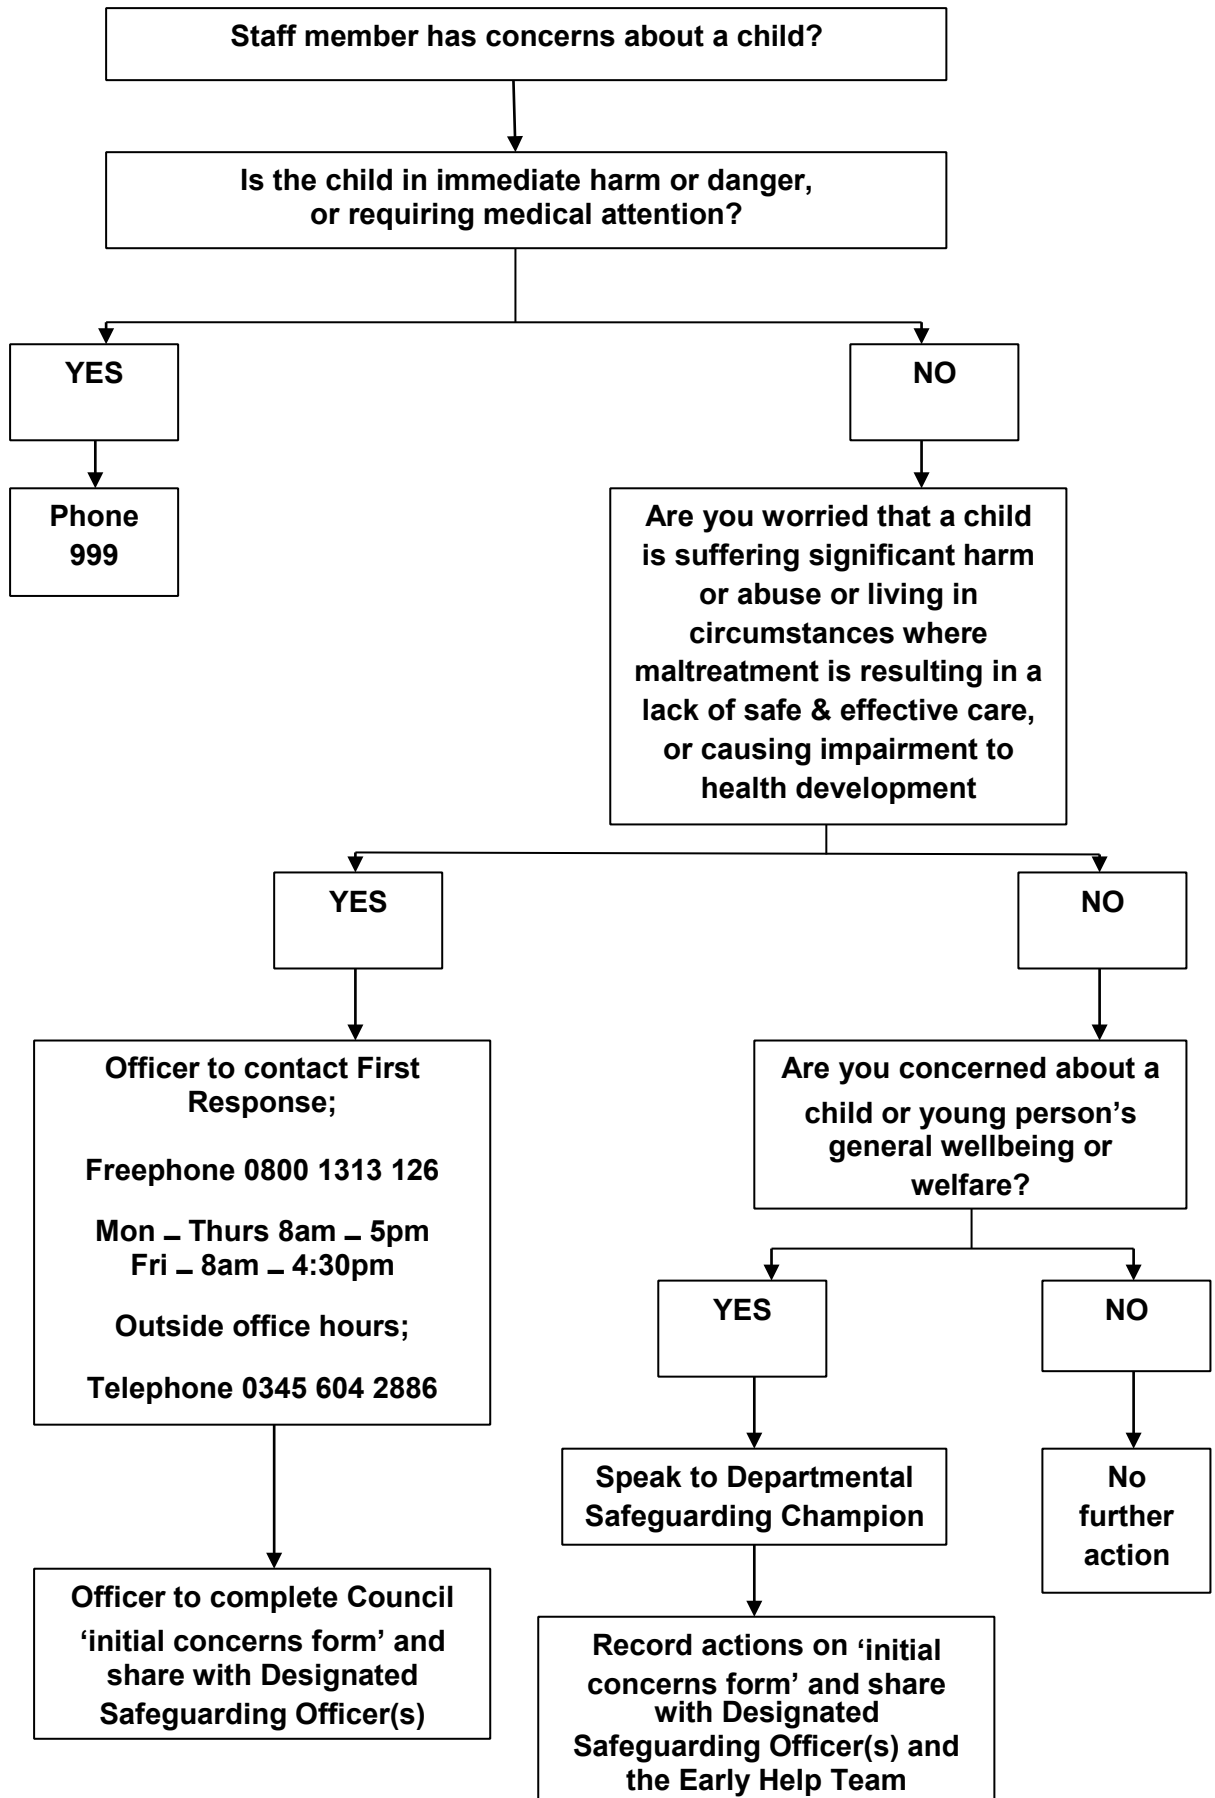 Staff member has concerns about a child?
Is the child in immediate harm or danger,
or requiring medical attention?
YES
NO
Phone
999
Are you worried that a child
is suffering significant harm
or abuse or living in
circumstances where
maltreatment is resulting in a
lack of safe & effective care,
or causing impairment to
health development
YES
NO
Officer to contact First
Response;
Freephone 0800 1313 126
Mon – Thurs 8am – 5pm
Fri – 8am – 4:30pm
Outside office hours;
Telephone 0345 604 2886
Are you concerned about a
child or young person’s
general wellbeing or
welfare?
YES
NO
Speak to Departmental
Safeguarding Champion
No
further
action
Officer to complete Council
‘initial concerns form’ and
share with Designated
Safeguarding Officer(s)
Record actions on ‘initial
concerns form’ and share
with Designated
Safeguarding Officer(s) and
the Early Help Team